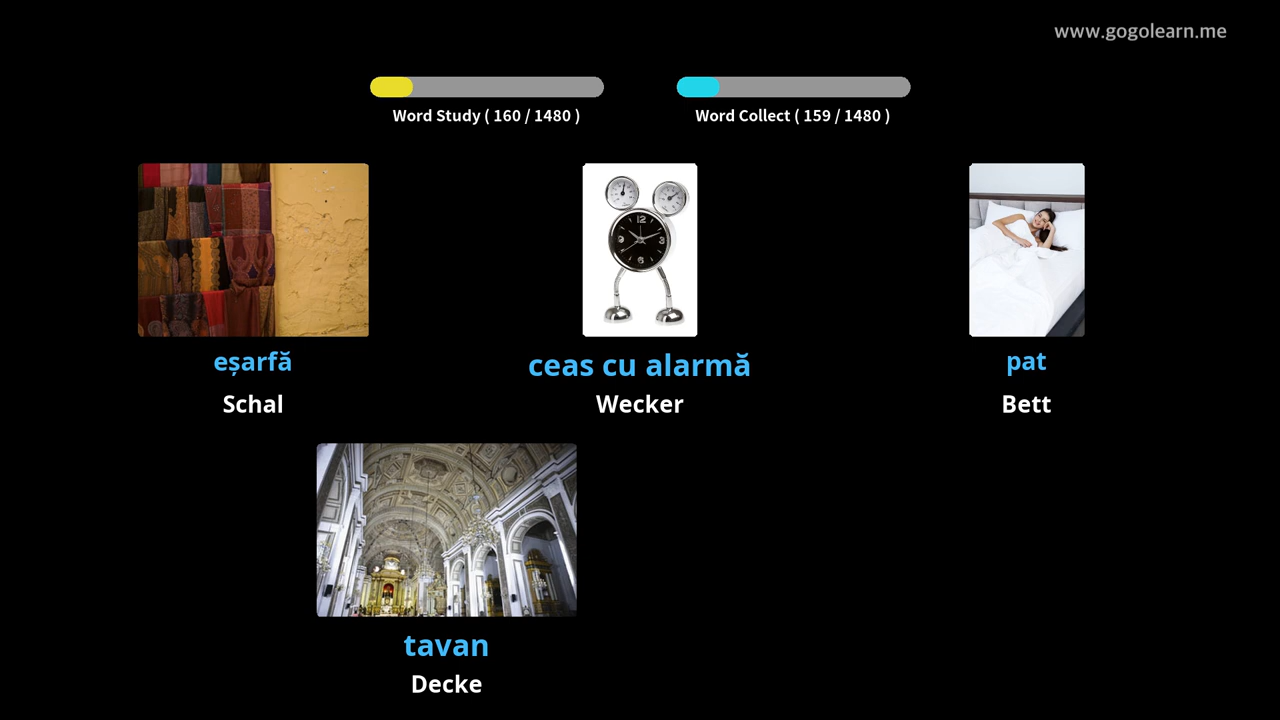 www.gogolearn.me
Word Study ( 160 / 1480 )
Word Collect ( 159 / 1480 )
eșarfă
ceas cu alarmă
pat
Schal
Wecker
Bett
tavan
Decke